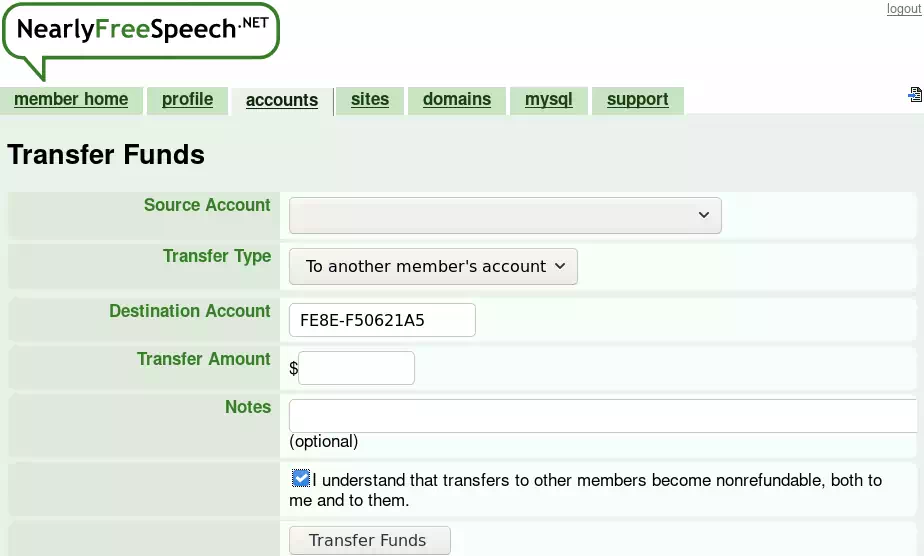 NearlyFreeSpeech.NET
logout
member home
profile
accounts
sites
domains
mysql
support
Transfer Funds
Source Account
Transfer Type
To another member's account
Destination Account
FE8E-F50621A5
Transfer Amount
$
Notes
(optional)
I understand that transfers to other members become nonrefundable, both to
me and to them.
Transfer Funds